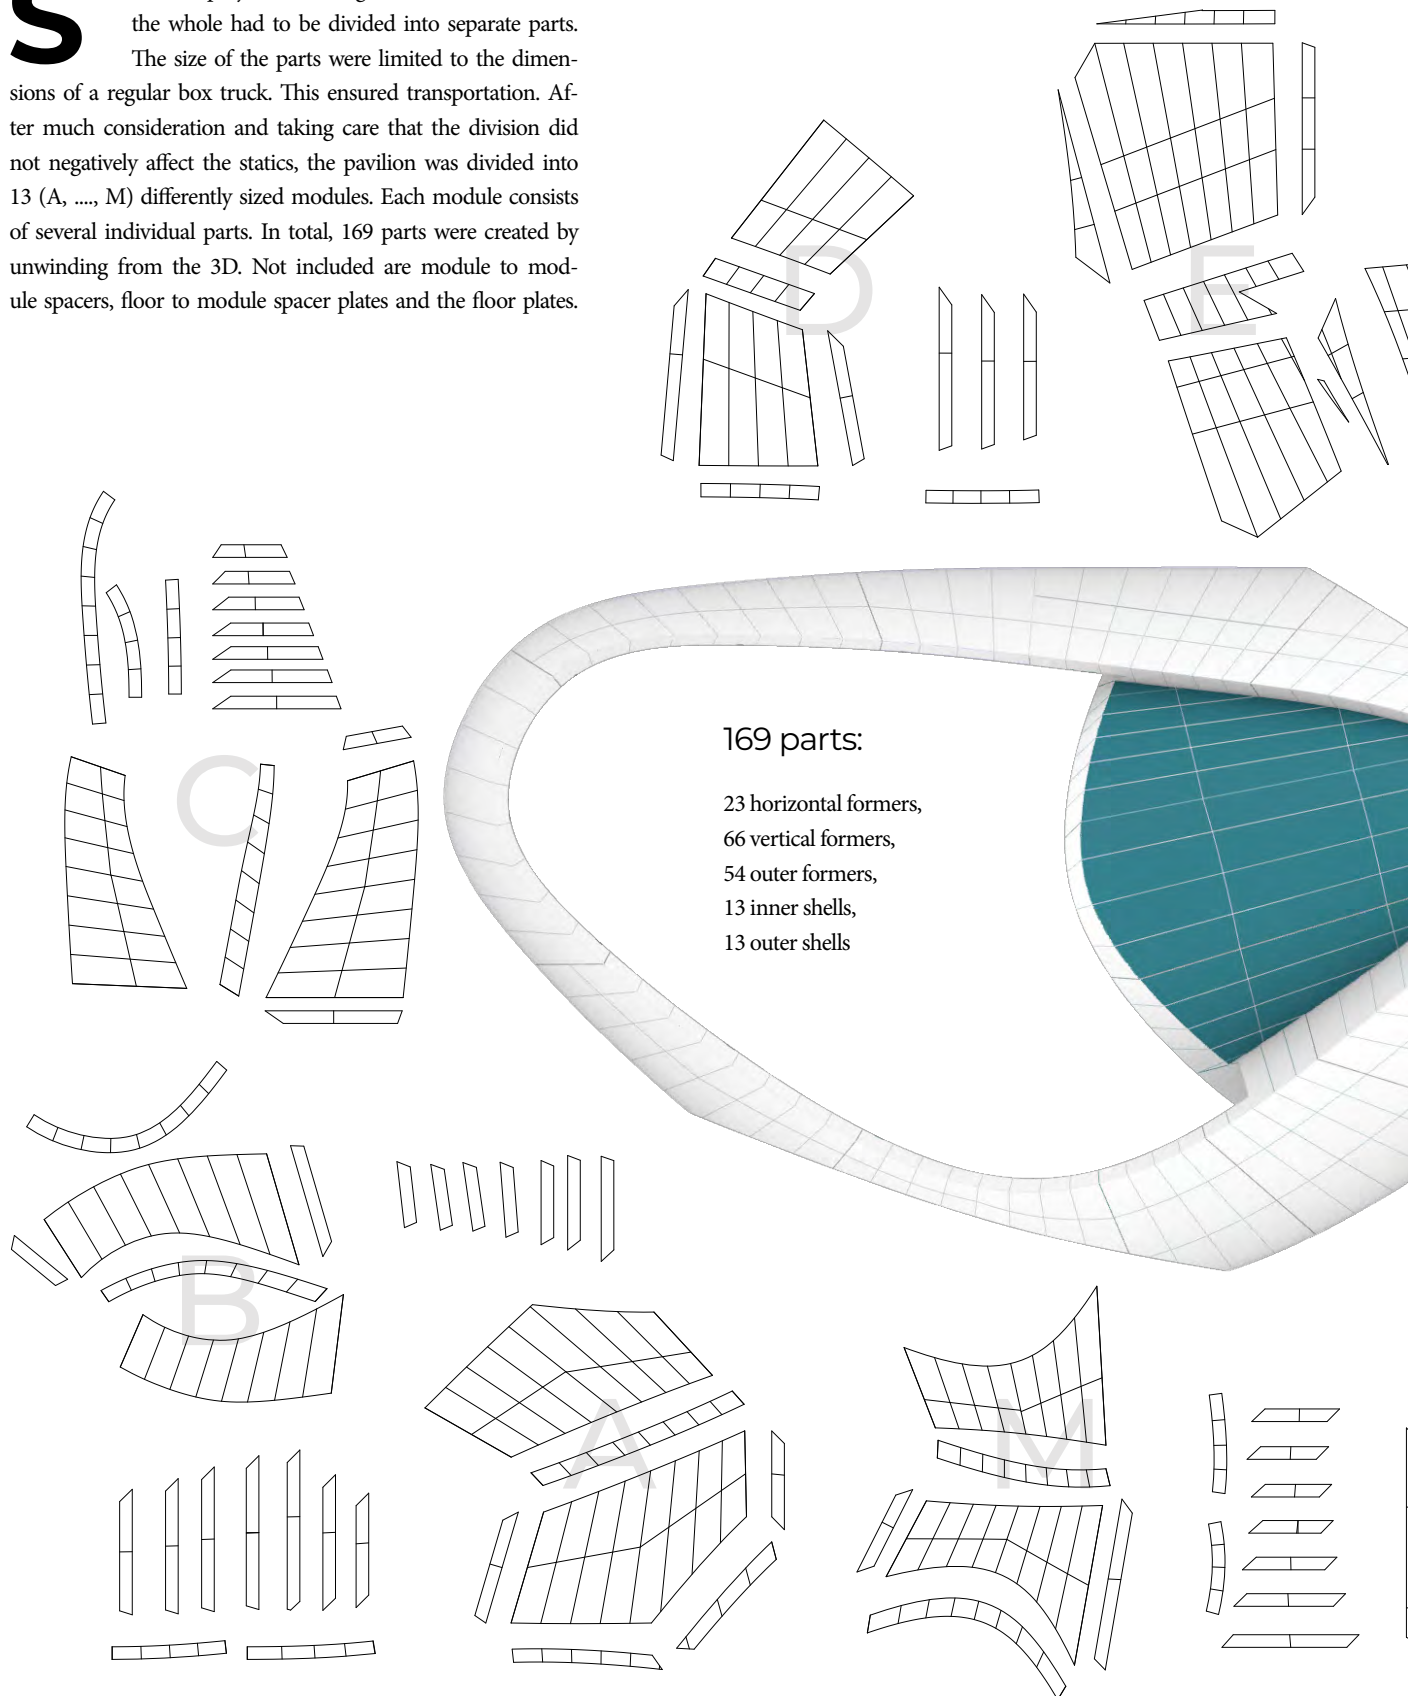 S
the whole had to be divided into separate parts.
The size of the parts were limited to the dimen-
sions of a regular box truck. This ensured transportation. Af-
ter much consideration and taking care that the division did
not negatively affect the statics, the pavilion was divided into
13 (A, ...., M) differently sized modules. Each module consists
of several individual parts. In total, 169 parts were created by
unwinding from the 3D. Not included are module to mod-
ule spacers, floor to module spacer plates and the floor plates.
D
E
C
169 parts:
23 horizontal formers,
66 vertical formers,
54 outer formers,
13 inner shells,
13 outer shells
B
A
M